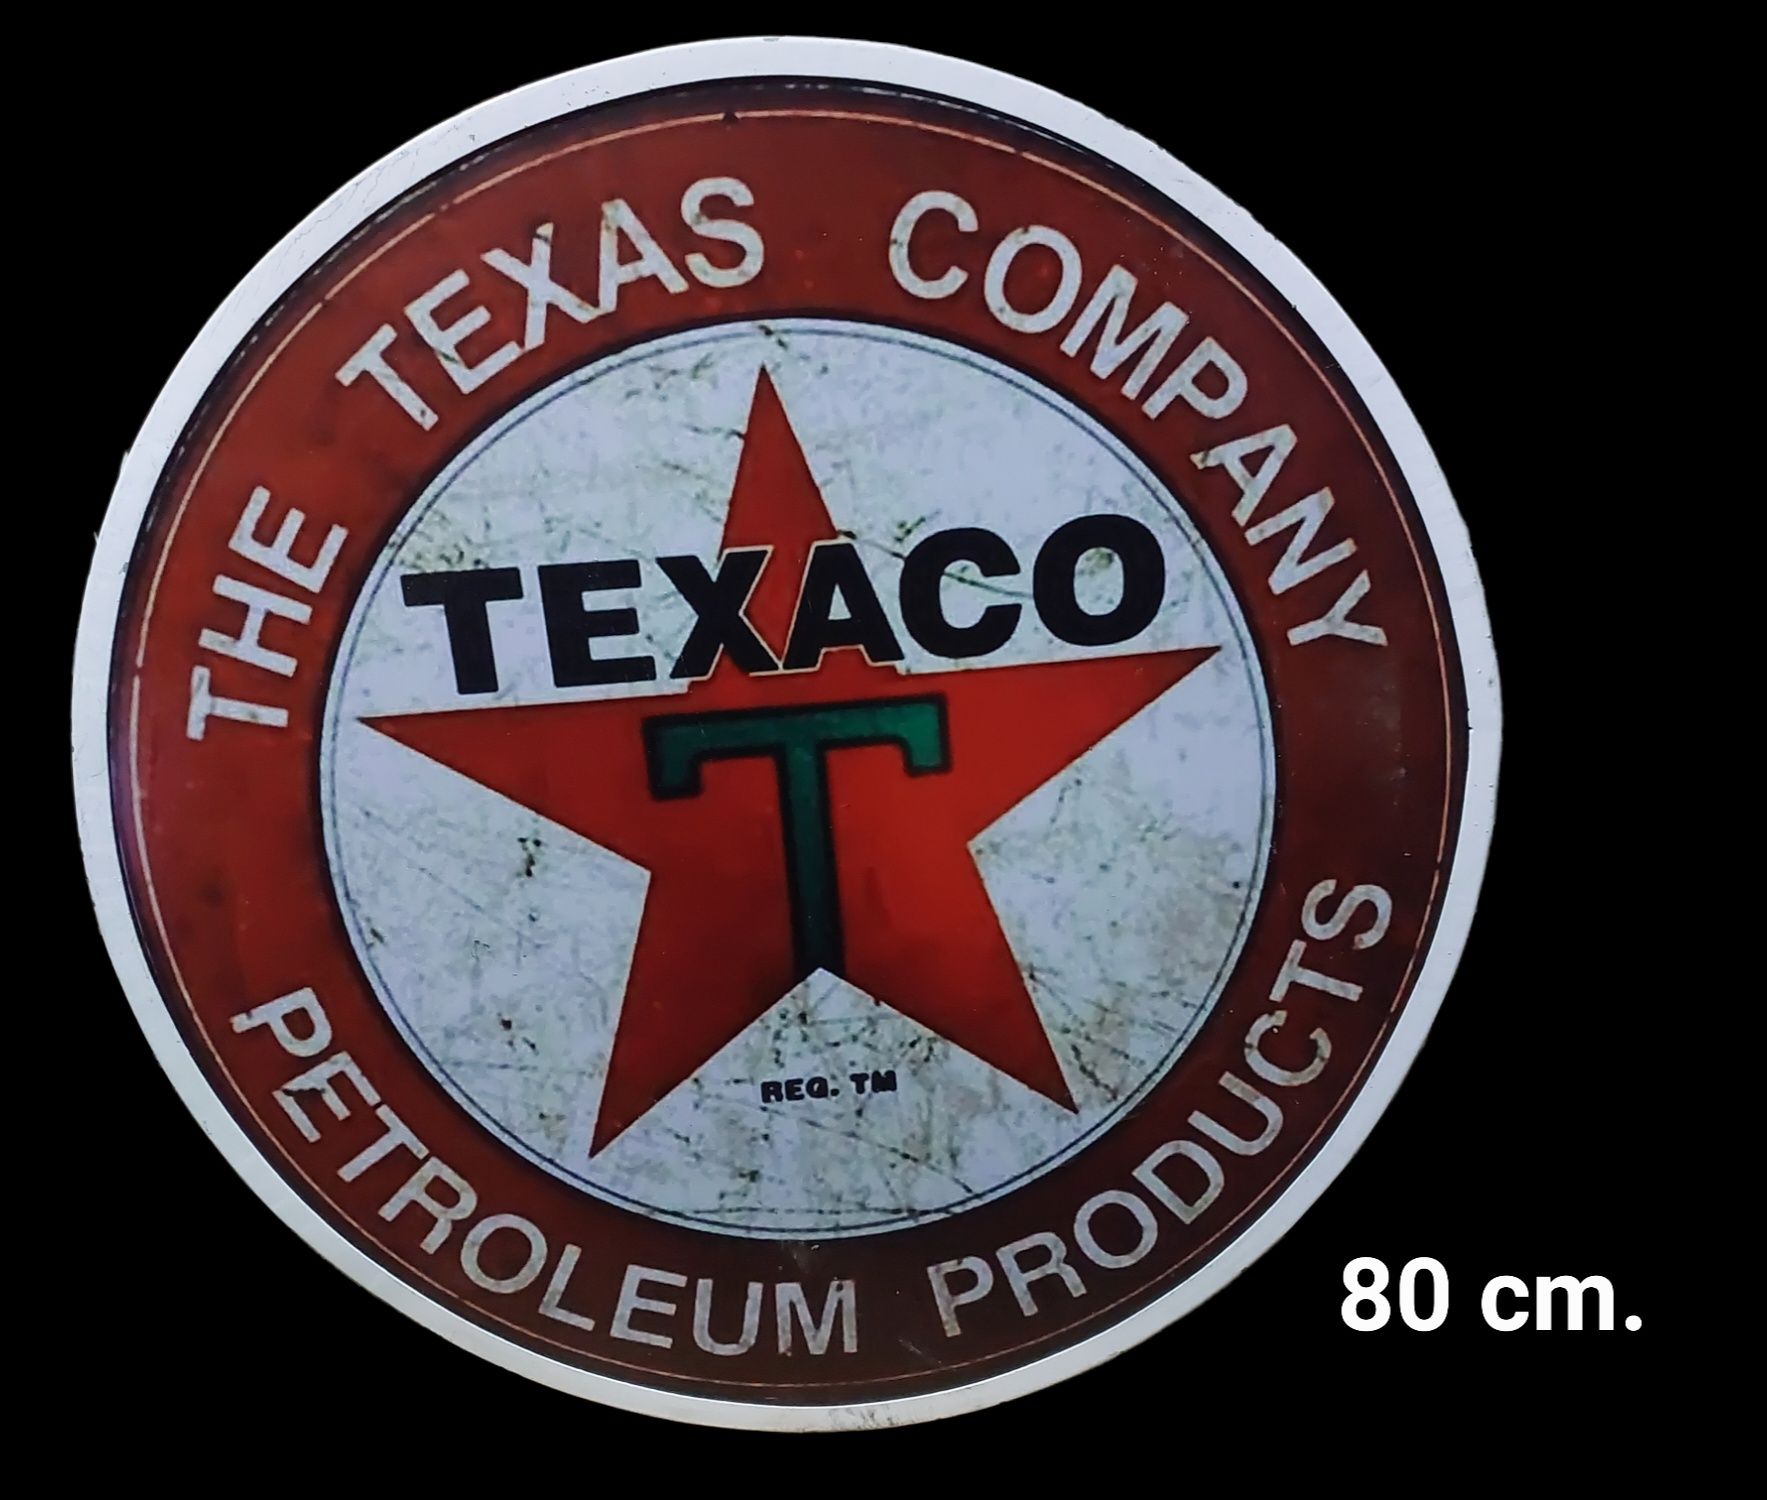 THE TEXAS COMPANY
TEXACO
T
REG. TM
PETROLEUM PRODUCTS
80 cm.